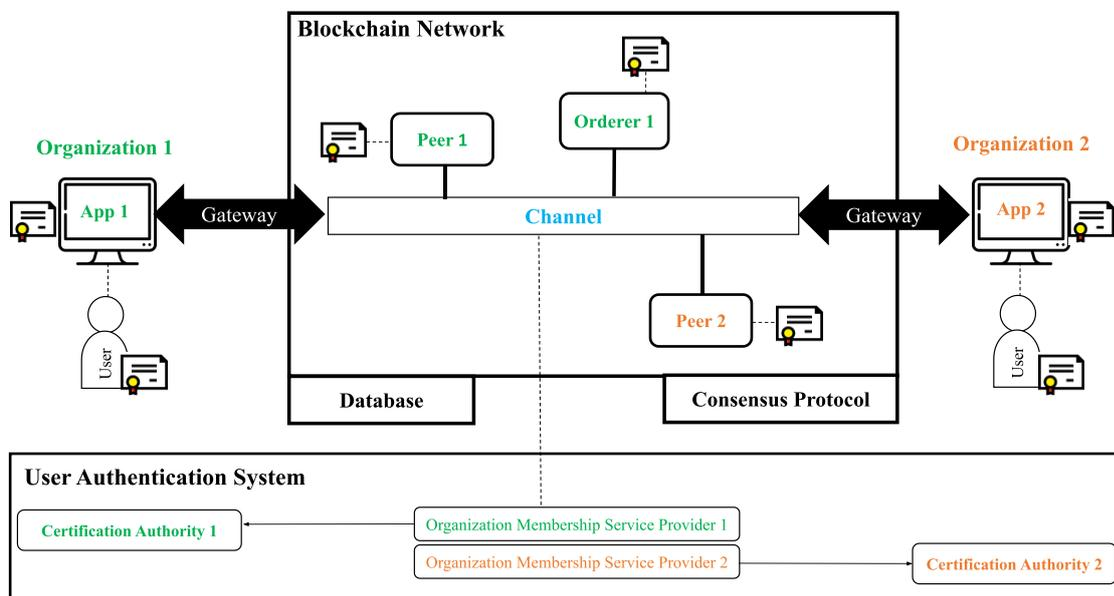 Blockchain Network
Orderer 1
Peer 1
Organization 1
Organization 2
App 1
Gateway
Channel
Gateway
App 2
Peer 2
User
User
Database
Consensus Protocol
User Authentication System
Certification Authority 1
Organization Membership Service Provider 1
Organization Membership Service Provider 2
Certification Authority 2